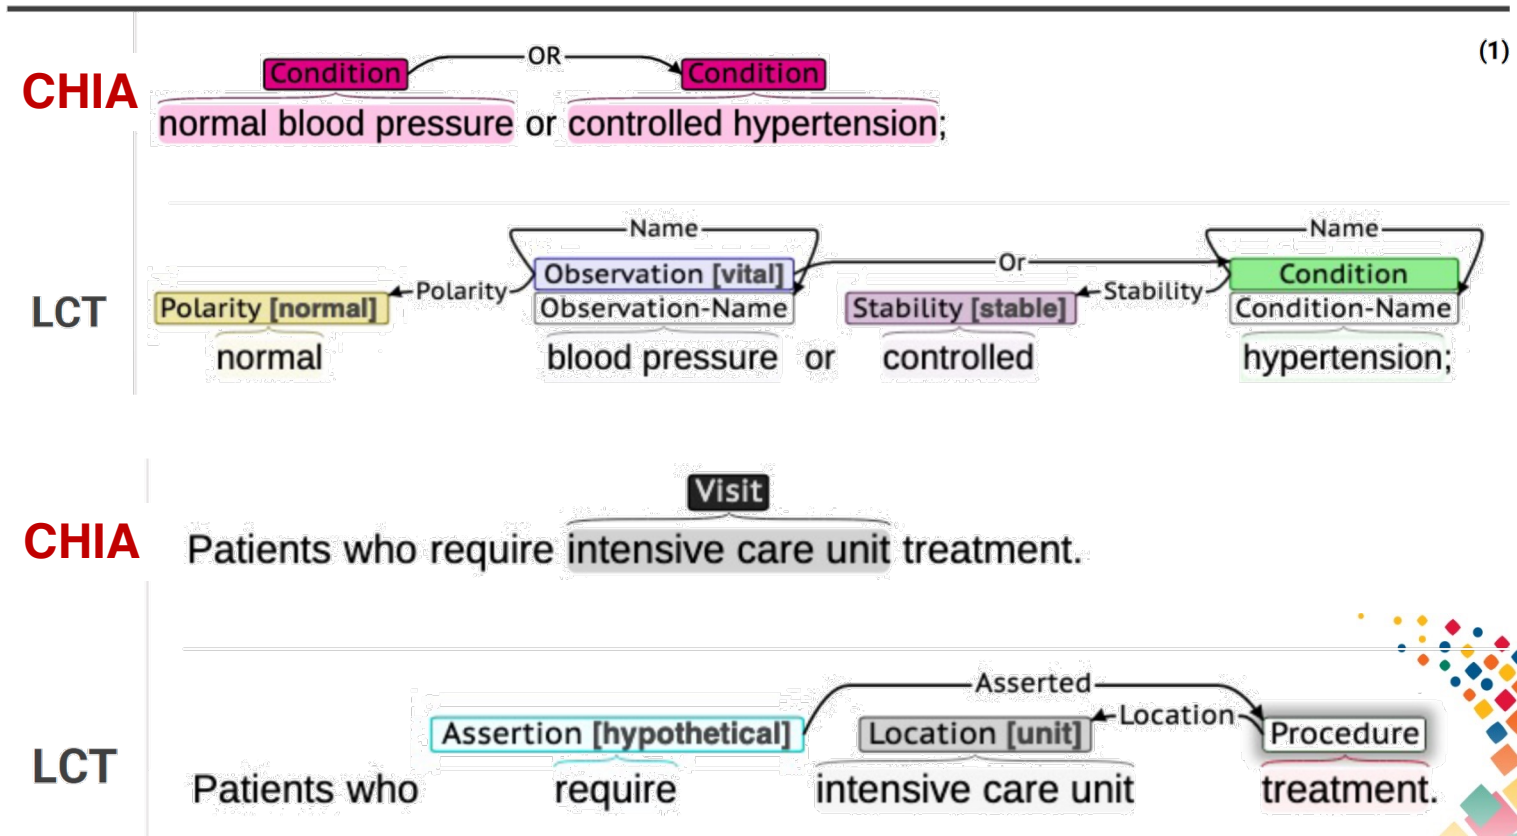 (1)
CHIA
Condition OR Condition
normal blood pressure or controlled hypertension;
LCT
Name Name
Observation [vital] Or Condition
Polarity [normal] Polarity Observation-Name Stability [stable] Stability Condition-Name
normal blood pressure or controlled hypertension;
CHIA
Visit
Patients who require intensive care unit treatment.
LCT
Asserted
Assertion [hypothetical] Location [unit] Location Procedure
Patients who require intensive care unit treatment.